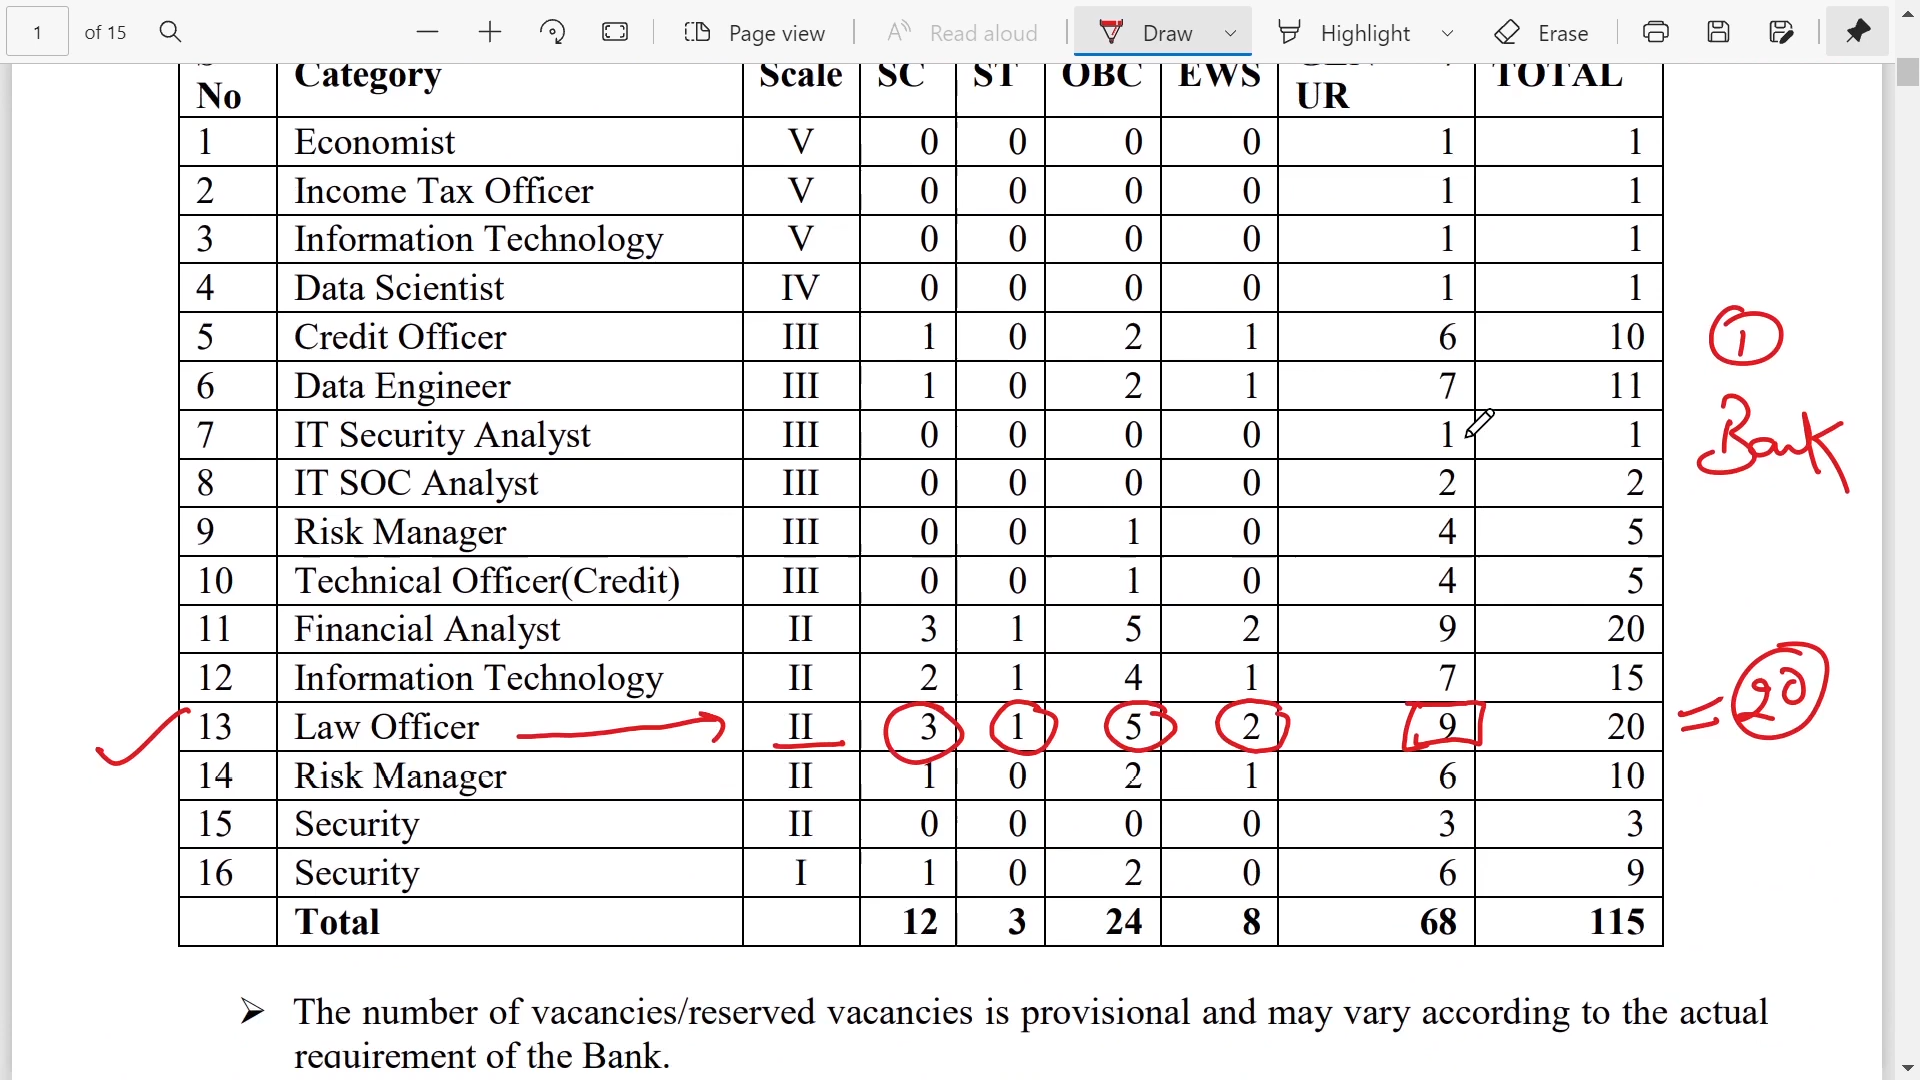 1 of 15 Page view Read aloud Draw Highlight Erase
No Category Scale SC ST OBC EWS UR TOTAL
1 Economist V 0 0 0 0 1 1
2 Income Tax Officer V 0 0 0 0 1 1
3 Information Technology V 0 0 0 0 1 1
4 Data Scientist IV 0 0 0 0 1 1
5 Credit Officer III 1 0 2 1 6 10
1
6 Data Engineer III 1 0 2 1 7 11
7 IT Security Analyst III 0 0 0 0 1 1
Bank
8 IT SOC Analyst III 0 0 0 0 2 2
9 Risk Manager III 0 0 1 0 4 5
10 Technical Officer(Credit) III 0 0 1 0 4 5
11 Financial Analyst II 3 1 5 2 9 20
12 Information Technology II 2 1 4 1 7 15
13 Law Officer II 3 1 5 2 9 20 = 20
14 Risk Manager II 1 0 2 1 6 10
15 Security II 0 0 0 0 3 3
16 Security I 1 0 2 0 6 9
Total 12 3 24 8 68 115
➢ The number of vacancies/reserved vacancies is provisional and may vary according to the actual
requirement of the Bank.